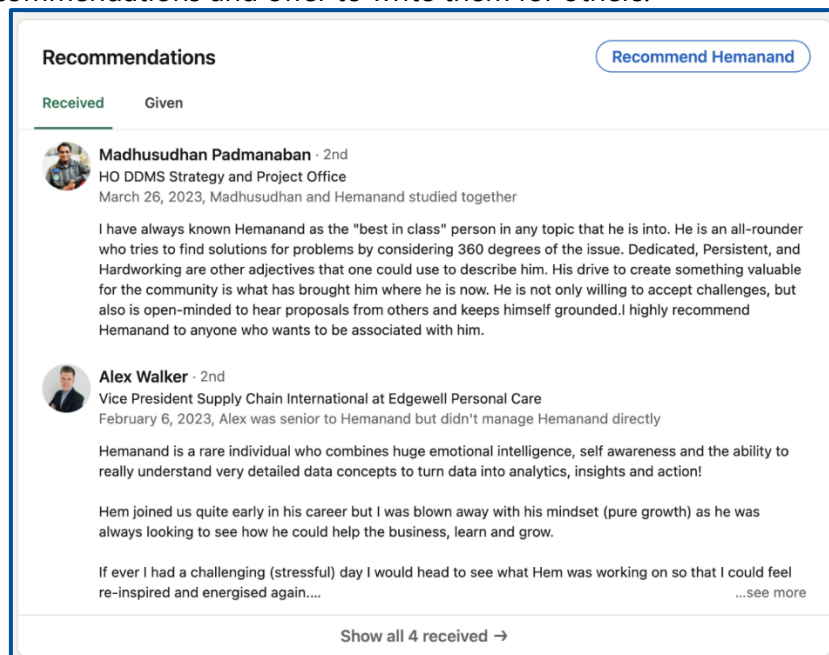 commendations and offer to write them for others.
Recommendations
Recommend Hemanand
Received Given
Madhusudhan Padmanaban · 2nd
HO DDMS Strategy and Project Office
March 26, 2023, Madhusudhan and Hemanand studied together
I have always known Hemanand as the "best in class" person in any topic that he is into. He is an all-rounder
who tries to find solutions for problems by considering 360 degrees of the issue. Dedicated, Persistent, and
Hardworking are other adjectives that one could use to describe him. His drive to create something valuable
for the community is what has brought him where he is now. He is not only willing to accept challenges, but
also is open-minded to hear proposals from others and keeps himself grounded.I highly recommend
Hemanand to anyone who wants to be associated with him.
Alex Walker · 2nd
Vice President Supply Chain International at Edgewell Personal Care
February 6, 2023, Alex was senior to Hemanand but didn't manage Hemanand directly
Hemanand is a rare individual who combines huge emotional intelligence, self awareness and the ability to
really understand very detailed data concepts to turn data into analytics, insights and action!
Hem joined us quite early in his career but I was blown away with his mindset (pure growth) as he was
always looking to see how he could help the business, learn and grow.
If ever I had a challenging (stressful) day I would head to see what Hem was working on so that I could feel
re-inspired and energised again.... ...see more
Show all 4 received →